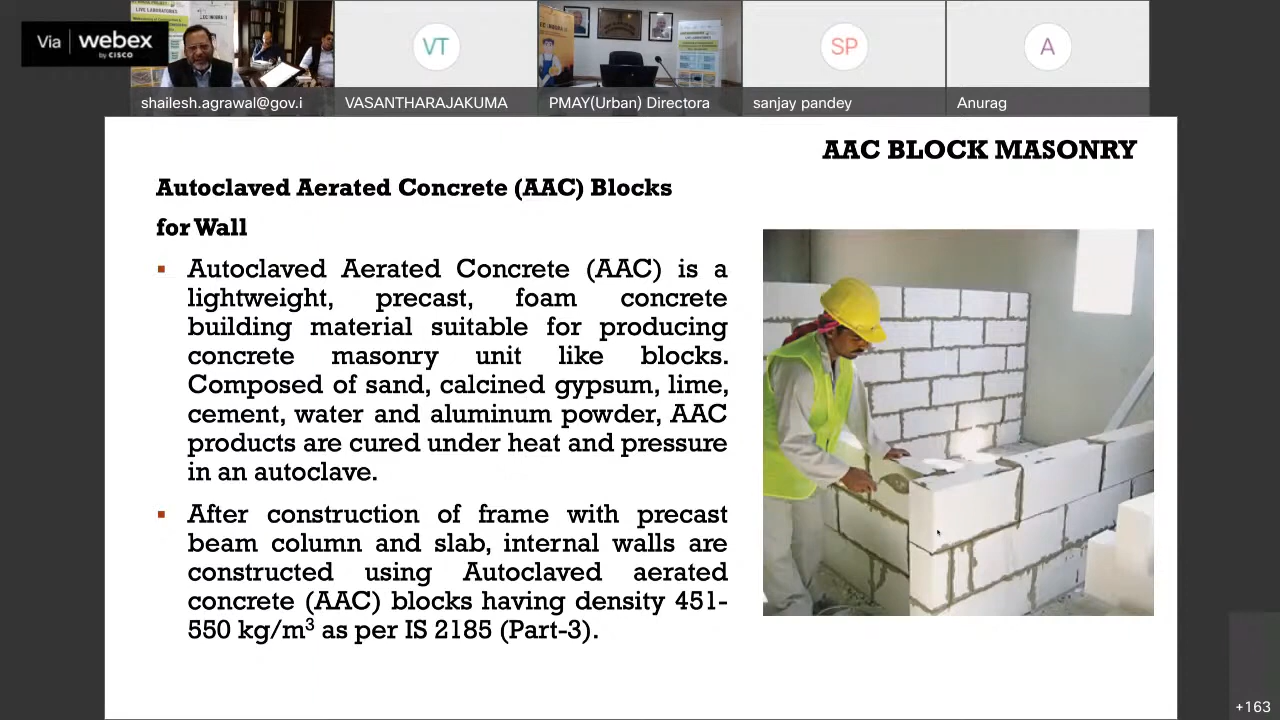 Via webex
by CISCO
LIVE LABORATORIES
VT
SP
A
shailesh.agrawal@gov.i
VASANTHARAJAKUMA
PMAY(Urban) Directora
sanjay pandey
Anurag
AAC BLOCK MASONRY
Autoclaved Aerated Concrete (AAC) Blocks
for Wall
▪ Autoclaved Aerated Concrete (AAC) is a
lightweight, precast, foam concrete
building material suitable for producing
concrete masonry unit like blocks.
Composed of sand, calcined gypsum, lime,
cement, water and aluminum powder, AAC
products are cured under heat and pressure
in an autoclave.
▪ After construction of frame with precast
beam column and slab, internal walls are
constructed using Autoclaved aerated
concrete (AAC) blocks having density 451-
550 kg/m³ as per IS 2185 (Part-3).
+163